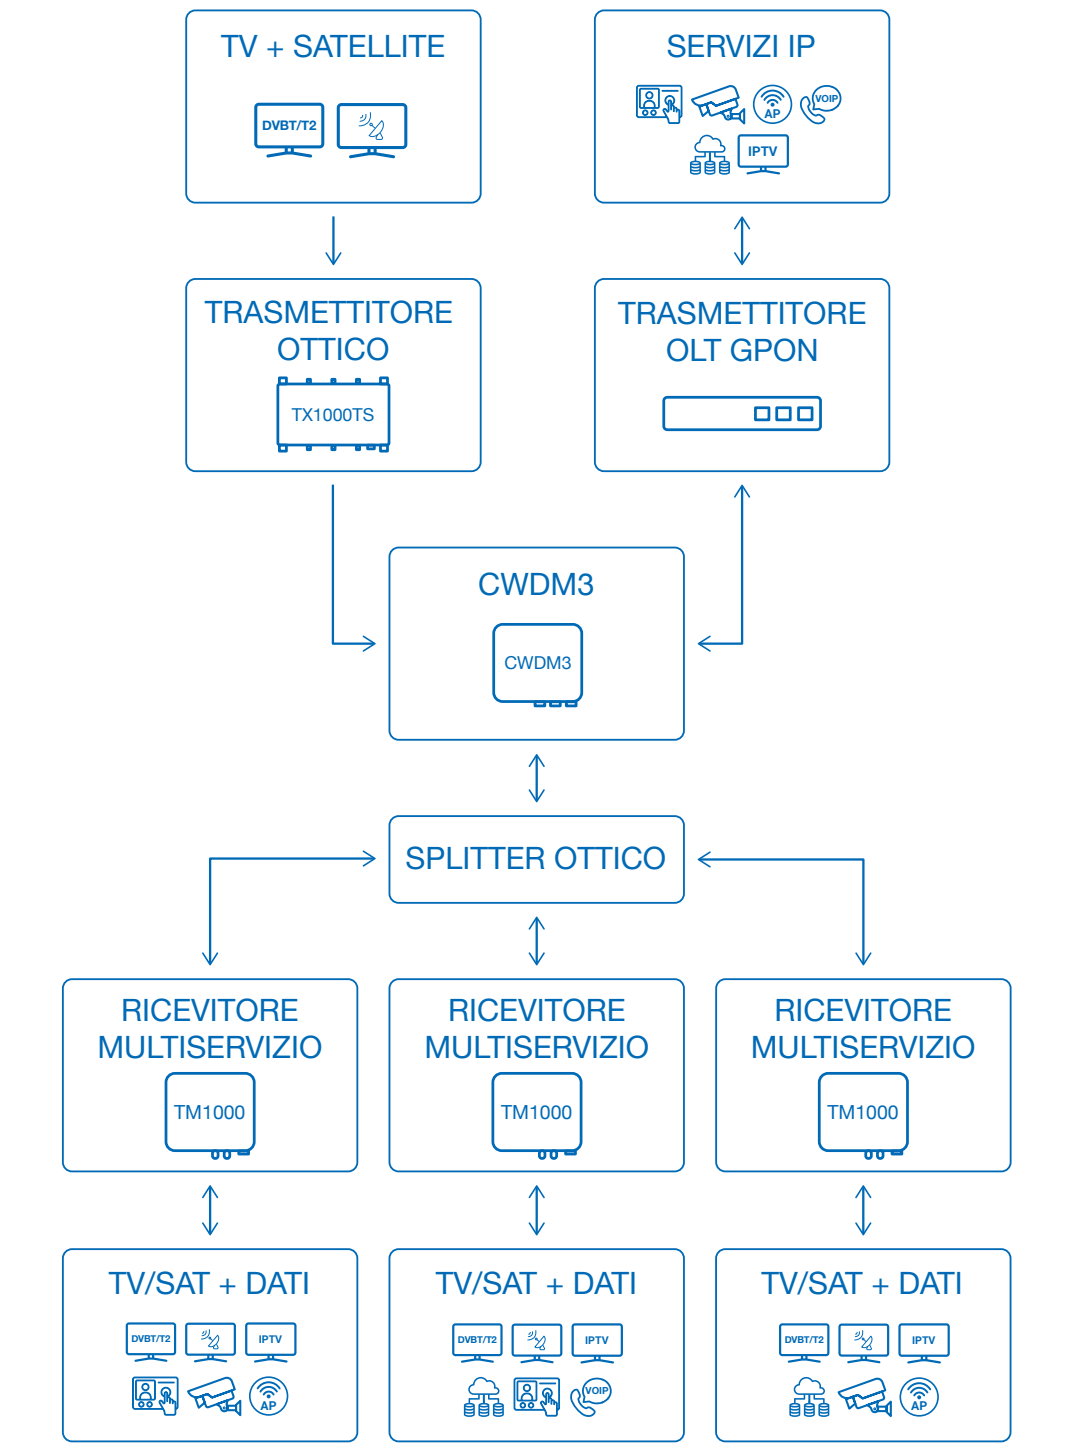 TV + SATELLITE
DVBT/T2
SERVIZI IP
AP
VOIP
IPTV
TRASMETTITORE
OTTICO
TX1000TS
TRASMETTITORE
OLT GPON
CWDM3
CWDM3
SPLITTER OTTICO
RICEVITORE
MULTISERVIZIO
TM1000
RICEVITORE
MULTISERVIZIO
TM1000
RICEVITORE
MULTISERVIZIO
TM1000
TV/SAT + DATI
DVBT/T2
IPTV
AP
TV/SAT + DATI
DVBT/T2
IPTV
VOIP
TV/SAT + DATI
DVBT/T2
IPTV
AP